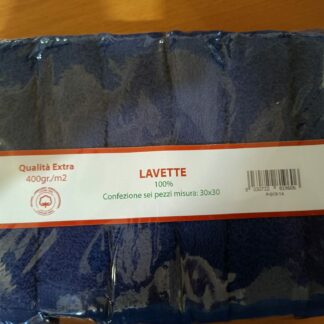 Qualità Extra
400gr./m2
LAVETTE
100%
Confezione sei pezzi misura: 30x30